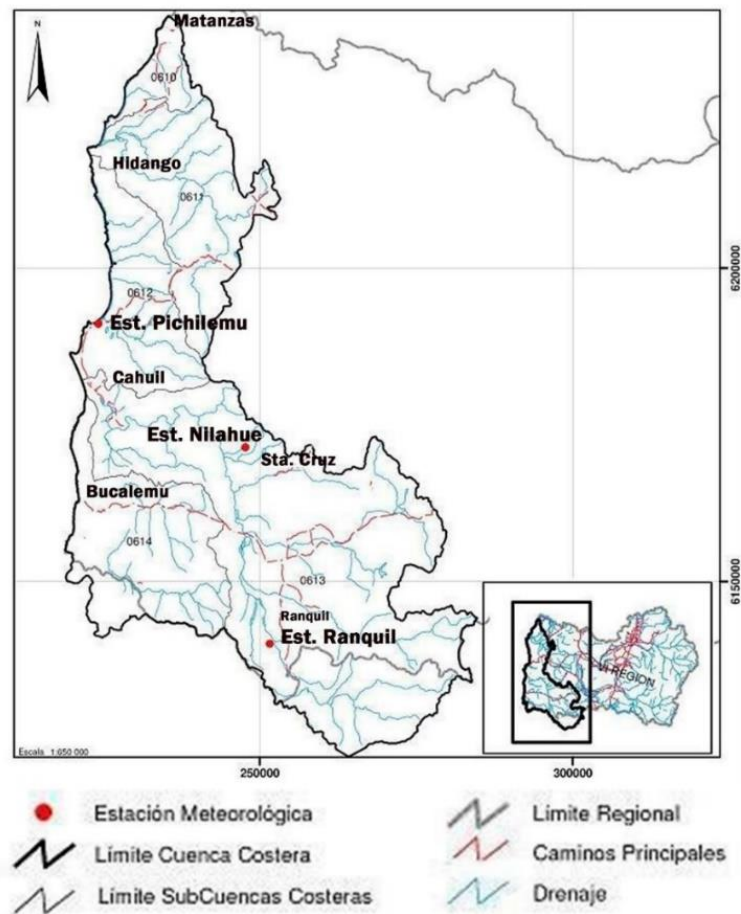 Matanzas
N
0610
Hidango
0611
6200000
0612
Est. Pichilemu
Cahuil
Est. Nilahue
Sta. Cruz
Bucalemu
0614
0613
6150000
Ranquil
Est. Ranquil
VI REGION
Escala 1:650 000
250000
300000
Estación Meteorológica
Límite Regional
Límite Cuenca Costera
Caminos Principales
Límite SubCuencas Costeras
Drenaje